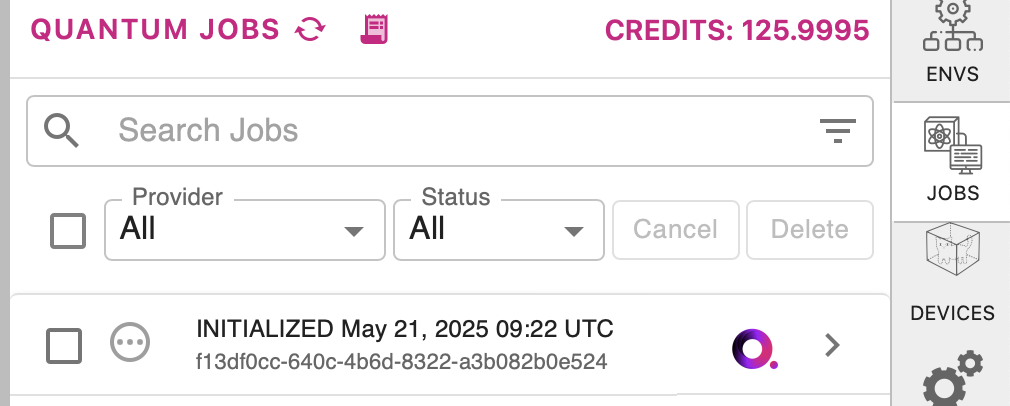 QUANTUM JOBS
CREDITS: 125.9995
Search Jobs
Provider
All
Status
All
Cancel
Delete
INITIALIZED May 21, 2025 09:22 UTC
f13df0cc-640c-4b6d-8322-a3b082b0e524
ENVS
JOBS
DEVICES